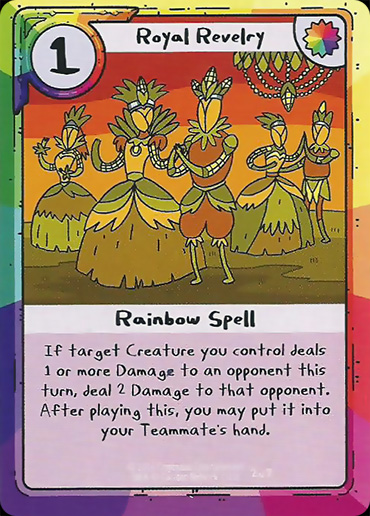 1
Royal Revelry
Rainbow Spell
If target Creature you control deals
1 or more Damage to an opponent this
turn, deal 2 Damage to that opponent.
After playing this, you may put it into
your Teammate's hand.